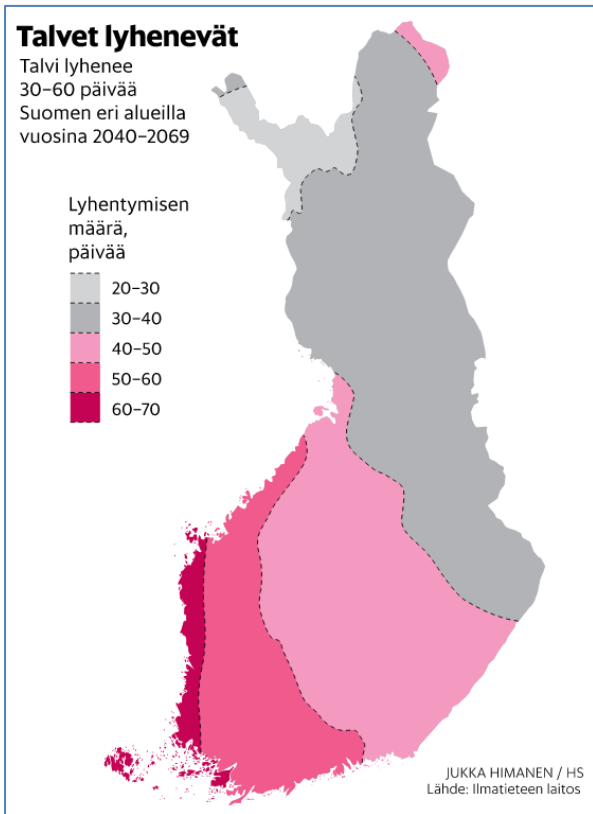 Talvet lyhenevät
Talvi lyhenee
30–60 päivää
Suomen eri alueilla
vuosina 2040–2069
Lyhentymisen
määrä,
päivää
20–30
30–40
40–50
50–60
60–70
JUKKA HIMANEN / HS
Lähde: Ilmatieteen laitos